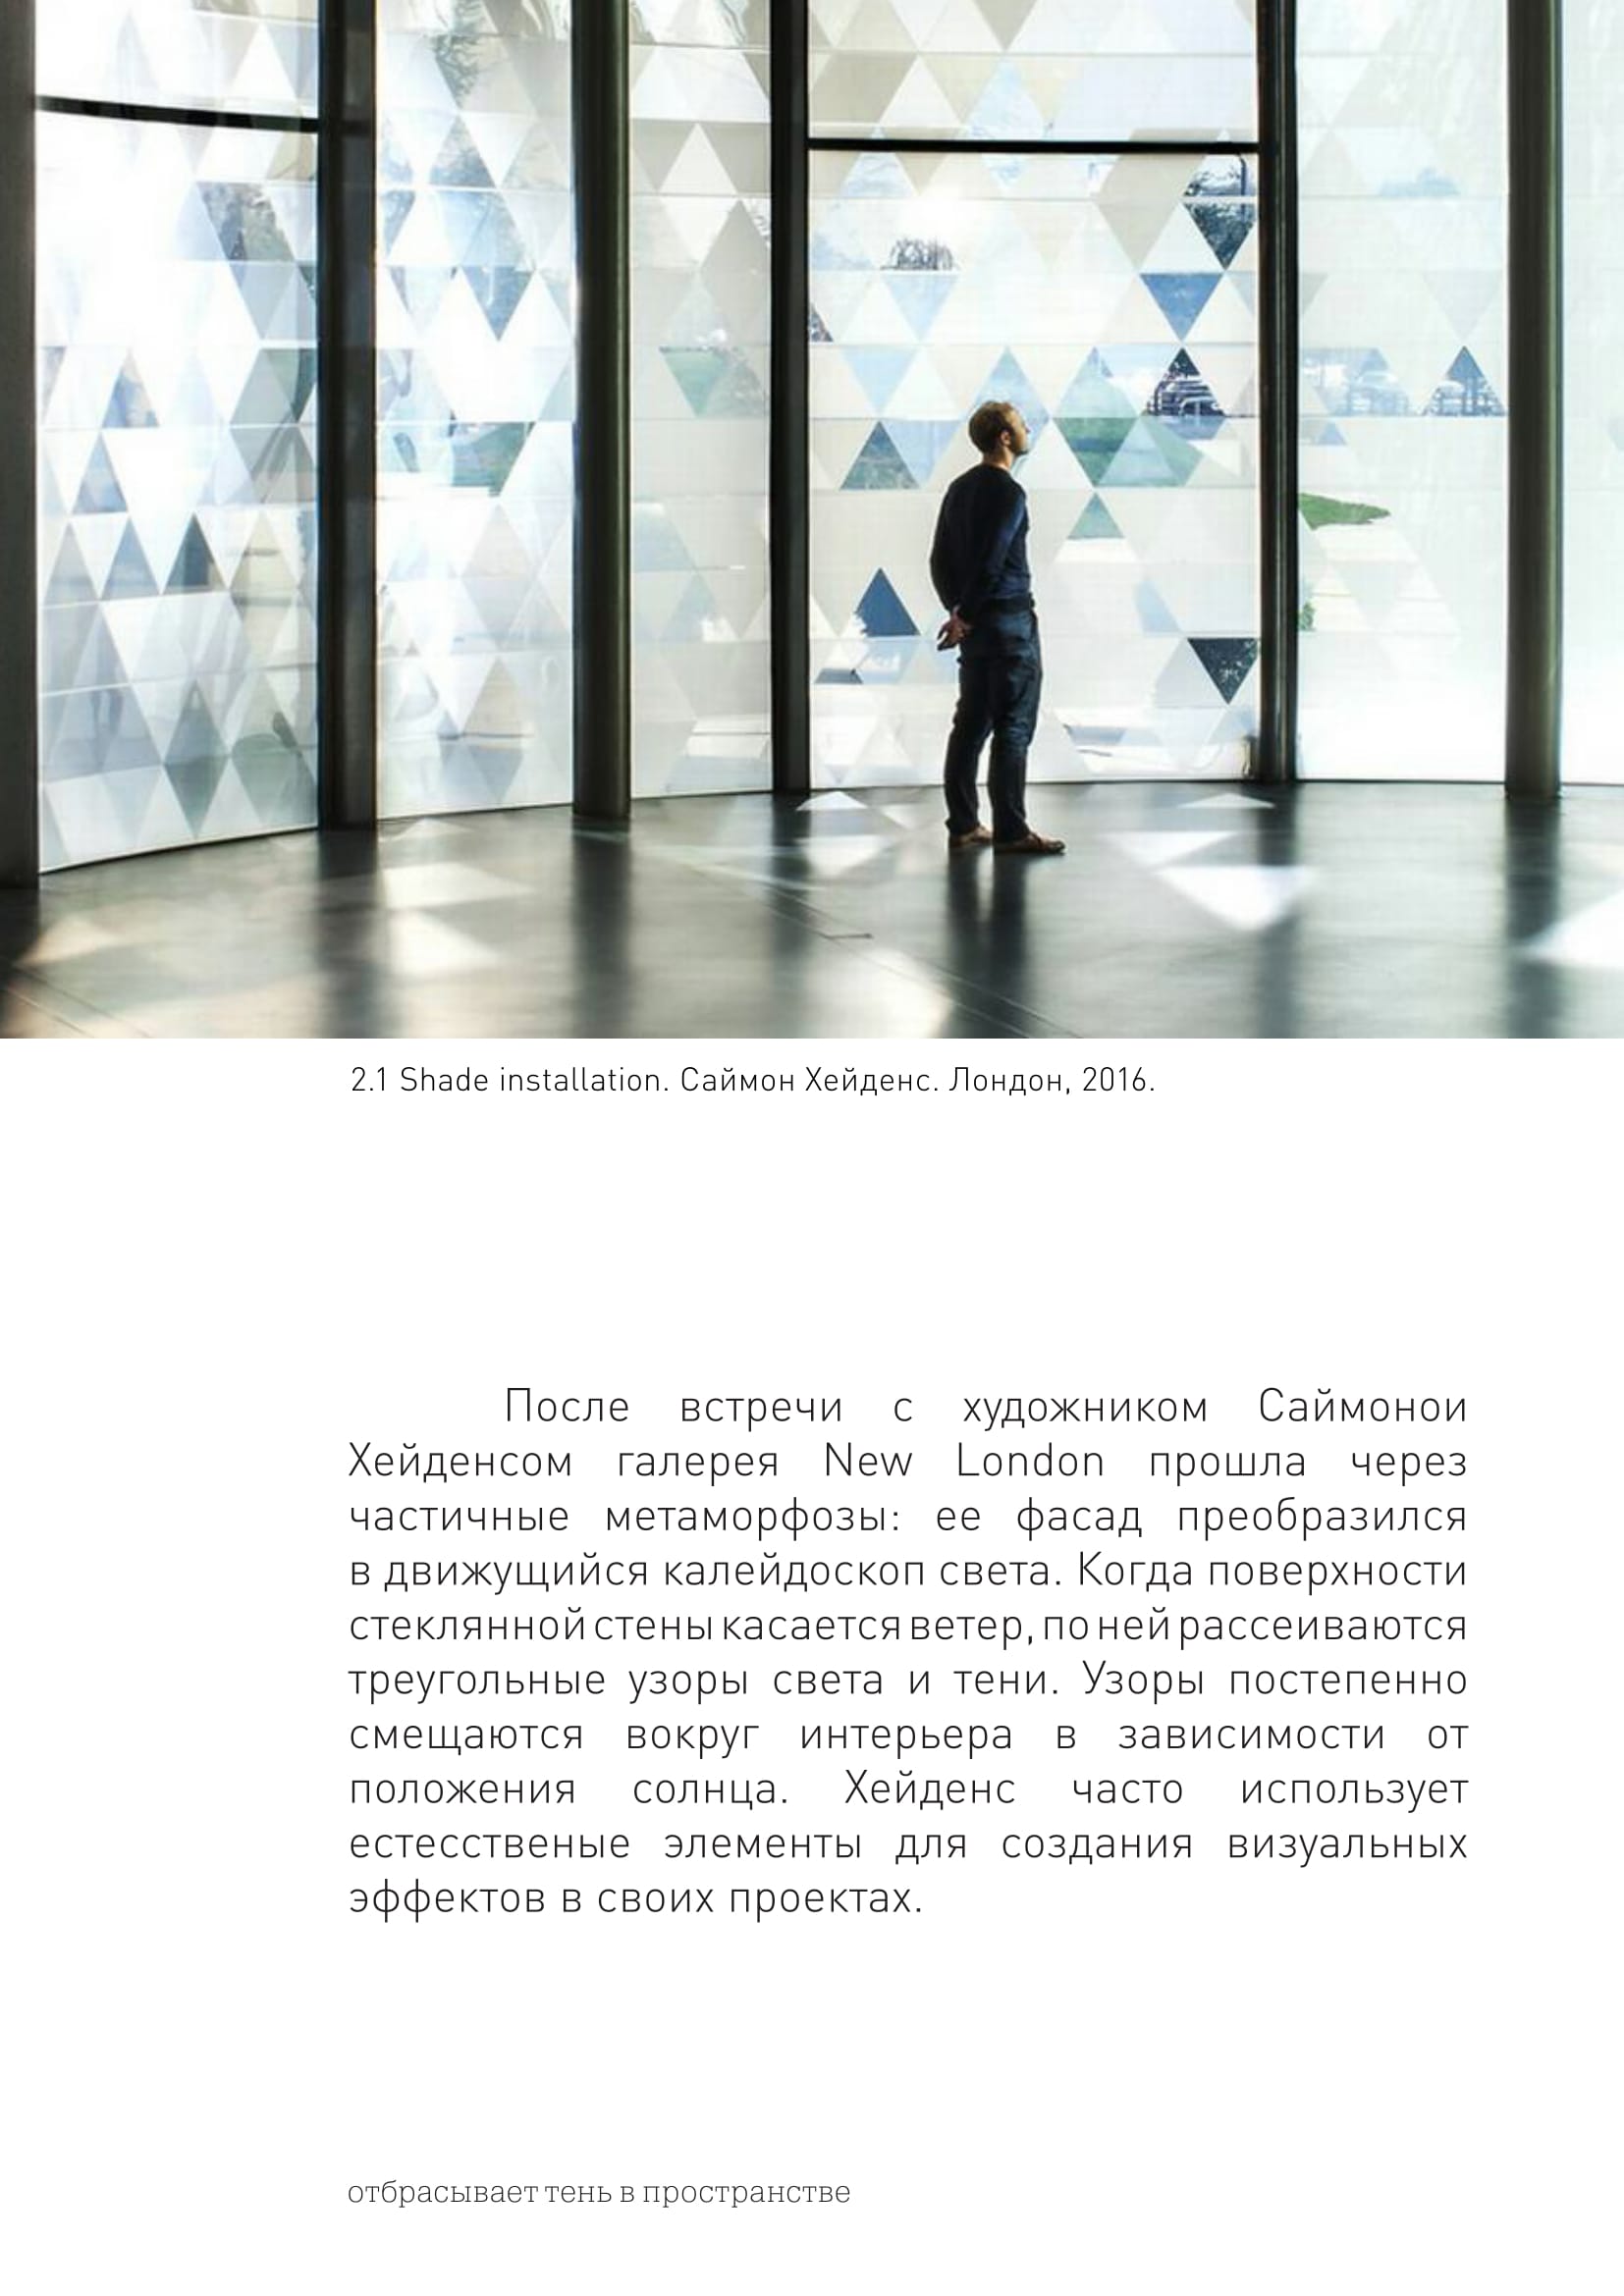 2.1 Shade installation. Саймон Хейденс. Лондон, 2016.
После встречи с художником Саймонои
Хейденсом галерея New London прошла через
частичные метаморфозы: ее фасад преобразился
в движущийся калейдоскоп света. Когда поверхности
стеклянной стены касается ветер, по ней рассеиваются
треугольные узоры света и тени. Узоры постепенно
смещаются вокруг интерьера в зависимости от
положения солнца. Хейденс часто использует
естесственые элементы для создания визуальных
эффектов в своих проектах.
отбрасывает тень в пространстве